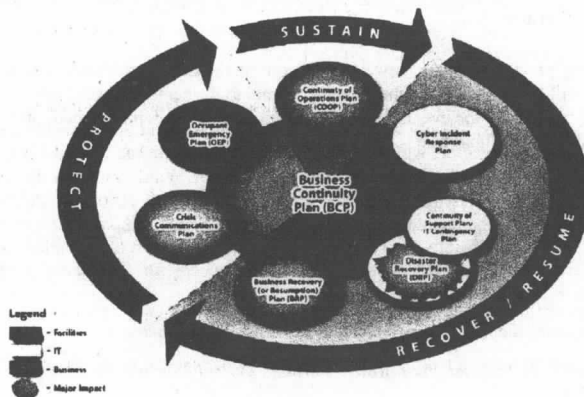 SUSTAIN
PROTECT
RECOVER / RESUME
Continuity of
Operations Plan
(COOP)
Occupant
Emergency
Plan (OEP)
Cyber Incident
Response
Plan
Business
Continuity
Plan (BCP)
Crisis
Communications
Plan
Continuity of
Support Plan/
IT Contingency
Plan
Disaster
Recovery Plan
(DRP)
Business Recovery
(or Resumption)
Plan (BRP)
Legend
- Facilities
- IT
- Business
- Major Impact